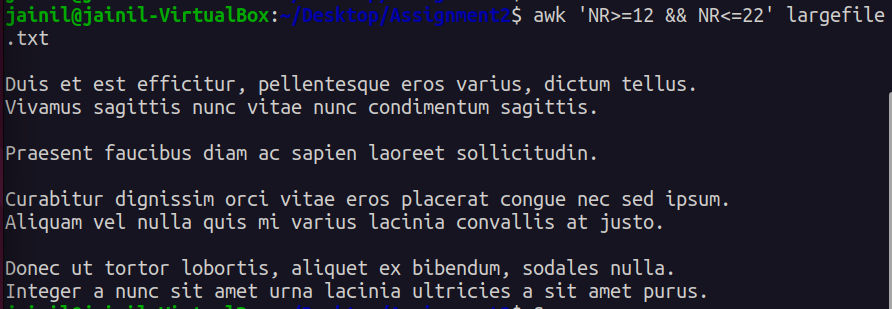 jainil@jainil-VirtualBox:~/Desktop/Assignment2$ awk 'NR>=12 && NR<=22' largefile
.txt
Duis et est efficitur, pellentesque eros varius, dictum tellus.
Vivamus sagittis nunc vitae nunc condimentum sagittis.
Praesent faucibus diam ac sapien laoreet sollicitudin.
Curabitur dignissim orci vitae eros placerat congue nec sed ipsum.
Aliquam vel nulla quis mi varius lacinia convallis at justo.
Donec ut tortor lobortis, aliquet ex bibendum, sodales nulla.
Integer a nunc sit amet urna lacinia ultricies a sit amet purus.